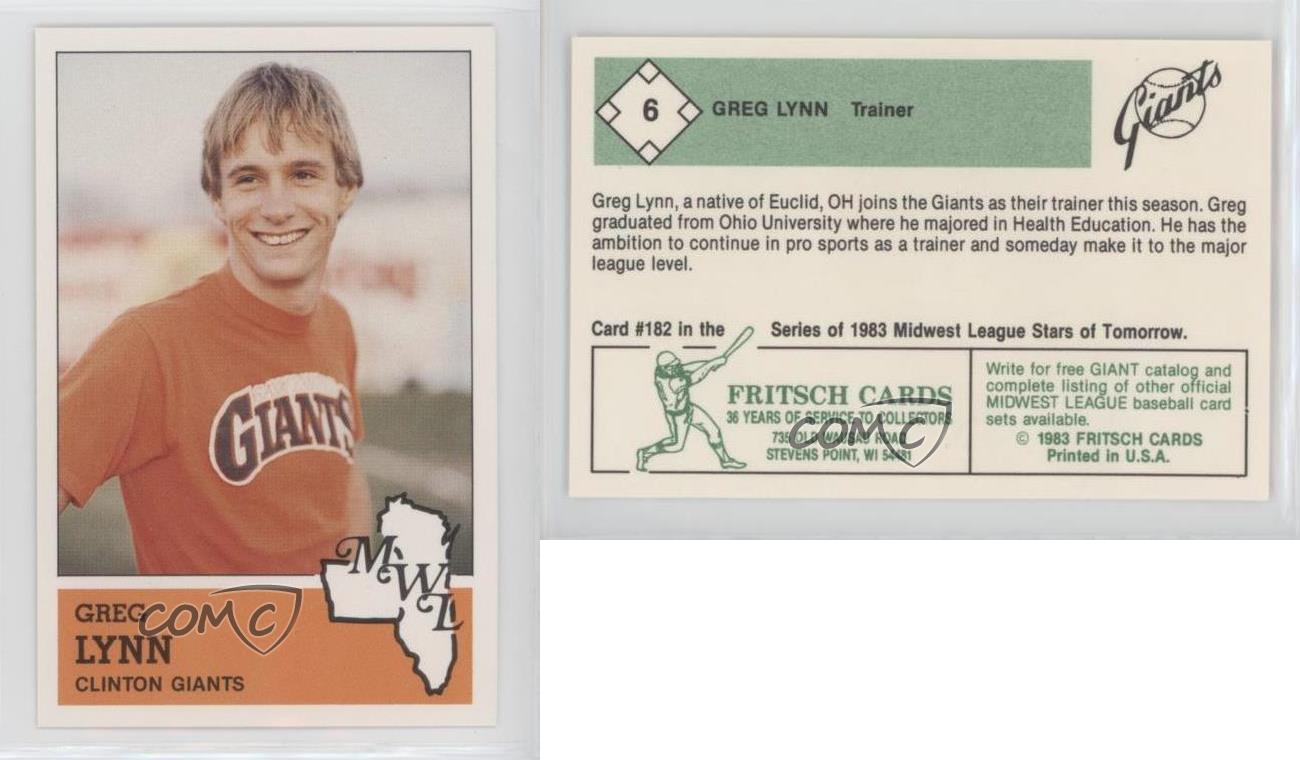 GIANTS
MWL
GREG
LYNN
CLINTON GIANTS
COMC
6 GREG LYNN Trainer
Giants
Greg Lynn, a native of Euclid, OH joins the Giants as their trainer this season. Greg
graduated from Ohio University where he majored in Health Education. He has the
ambition to continue in pro sports as a trainer and someday make it to the major
league level.
Card #182 in the Series of 1983 Midwest League Stars of Tomorrow.
FRITSCH CARDS
36 YEARS OF SERVICE TO COLLECTORS
735 OLD WAUSAU ROAD
STEVENS POINT, WI 54481
COMC
Write for free GIANT catalog and
complete listing of other official
MIDWEST LEAGUE baseball card
sets available.
© 1983 FRITSCH CARDS
Printed in U.S.A.